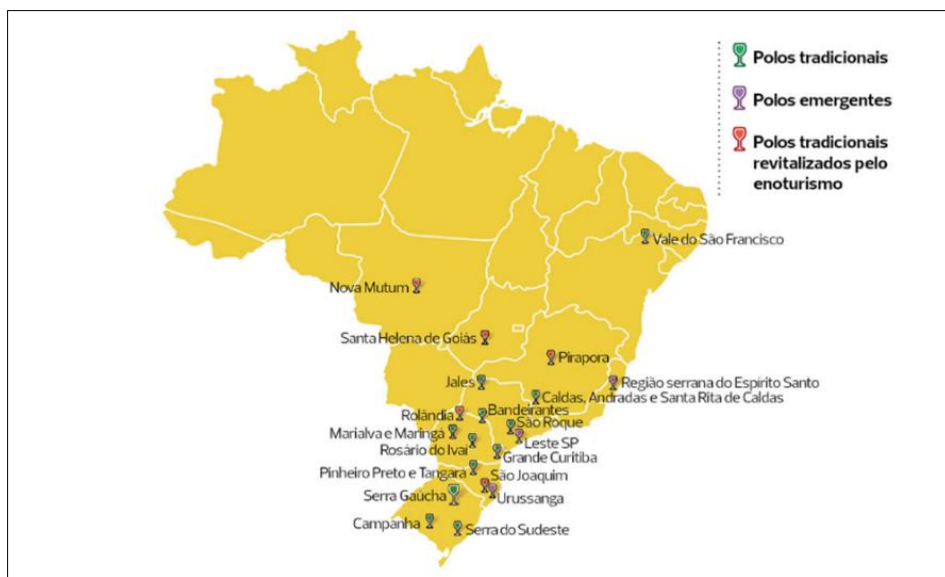 Polos tradicionais
Polos emergentes
Polos tradicionais
revitalizados pelo
enoturismo
Vale do São Francisco
Nova Mutum
Santa Helena de Goiás
Pirapora
Jales
Região serrana do Espírito Santo
Caldas, Andradas e Santa Rita de Caldas
Rolândia
Bandeirantes
São Roque
Marialva e Maringa
Leste SP
Rosário do Ivaí
Grande Curitiba
Pinheiro Preto e Tangara
São Joaquim
Serra Gaúcha
Urussanga
Campanha
Serra do Sudeste